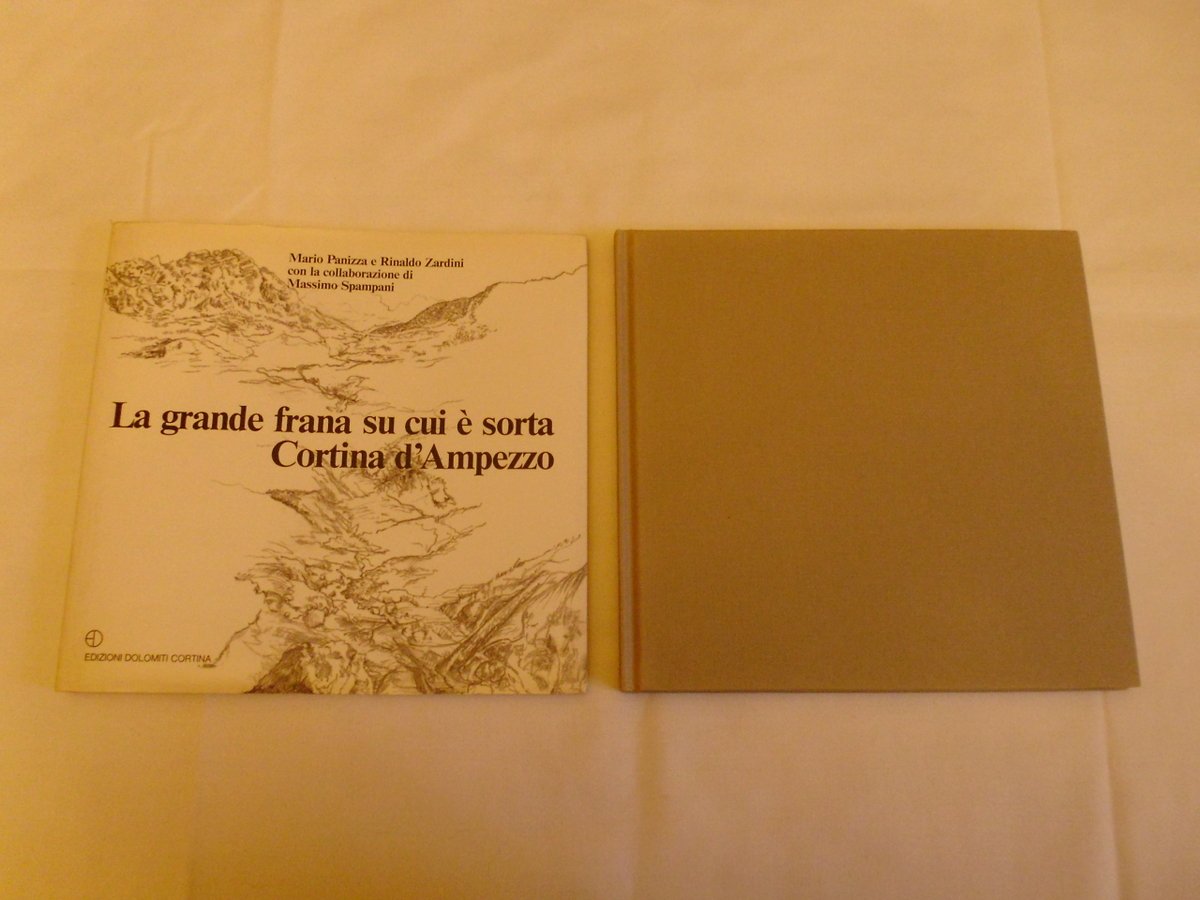 Mario Panizza e Rinaldo Zardini
con la collaborazione di
Massimo Spampani
La grande frana su cui è sorta
Cortina d'Ampezzo
EDIZIONI DOLOMITI CORTINA